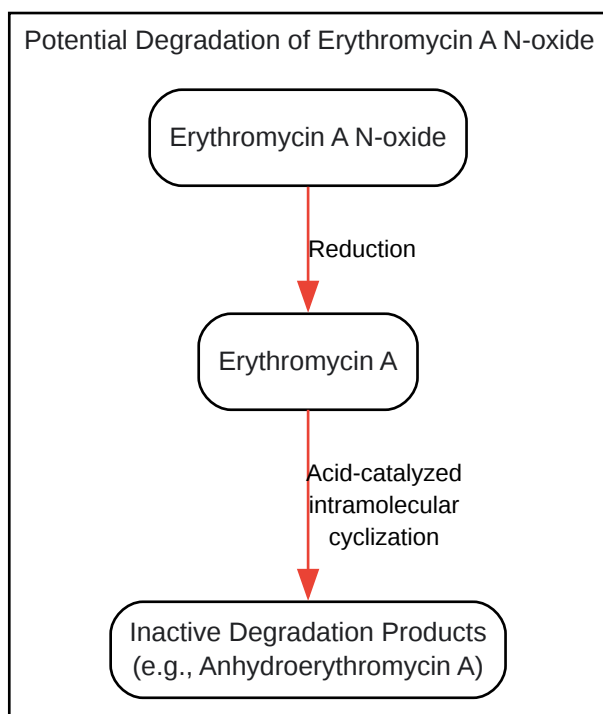 Potential Degradation of Erythromycin A N-oxide
Erythromycin A N-oxide
Reduction
Erythromycin A
Acid-catalyzed
intramolecular
cyclization
Inactive Degradation Products
(e.g., Anhydroerythromycin A)